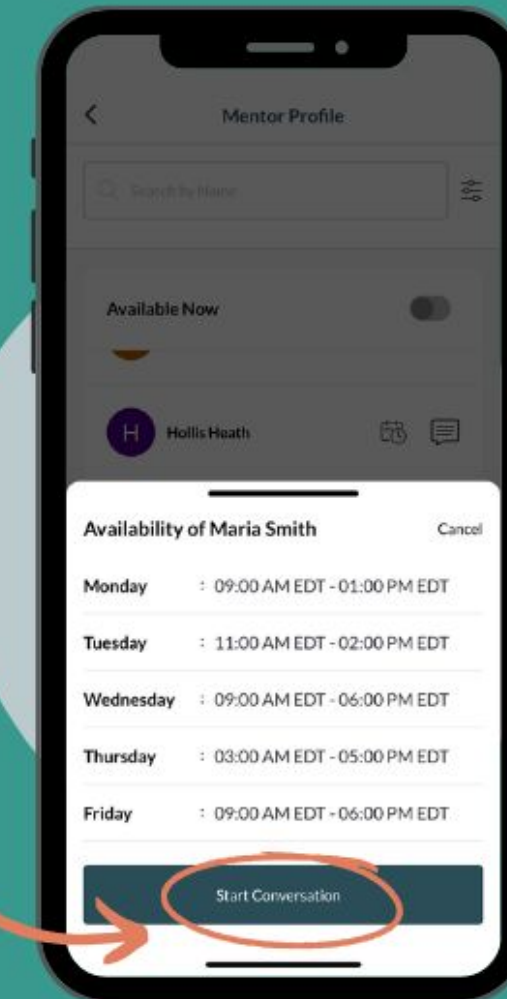 Mentor Profile
Search by Name
Available Now
H Hollis Heath
Availability of Maria Smith Cancel
Monday : 09:00 AM EDT - 01:00 PM EDT
Tuesday : 11:00 AM EDT - 02:00 PM EDT
Wednesday : 09:00 AM EDT - 06:00 PM EDT
Thursday : 03:00 AM EDT - 05:00 PM EDT
Friday : 09:00 AM EDT - 06:00 PM EDT
Start Conversation